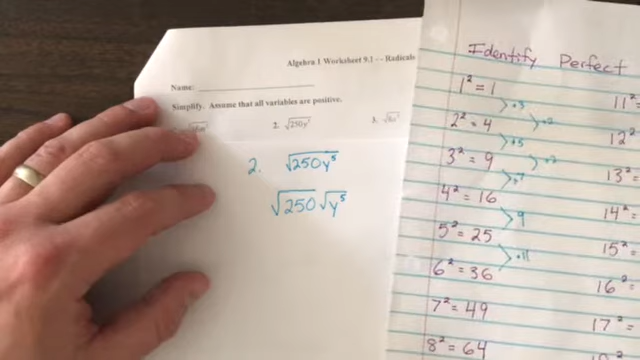 Algebra 1 Worksheet 9.1 -- Radicals
Name:
Simplify. Assume that all variables are positive.
2. √250y⁵
3.
2. √250y⁵
√250 √y⁵
Identify Perfect
1² = 1
+3
+2
2² = 4
+5
+2
3² = 9
+7
4² = 16
9
5² = 25
+11
6² = 36
7² = 49
8² = 64
11²
12²
13² =
14² =
15² =
16² =
17² =